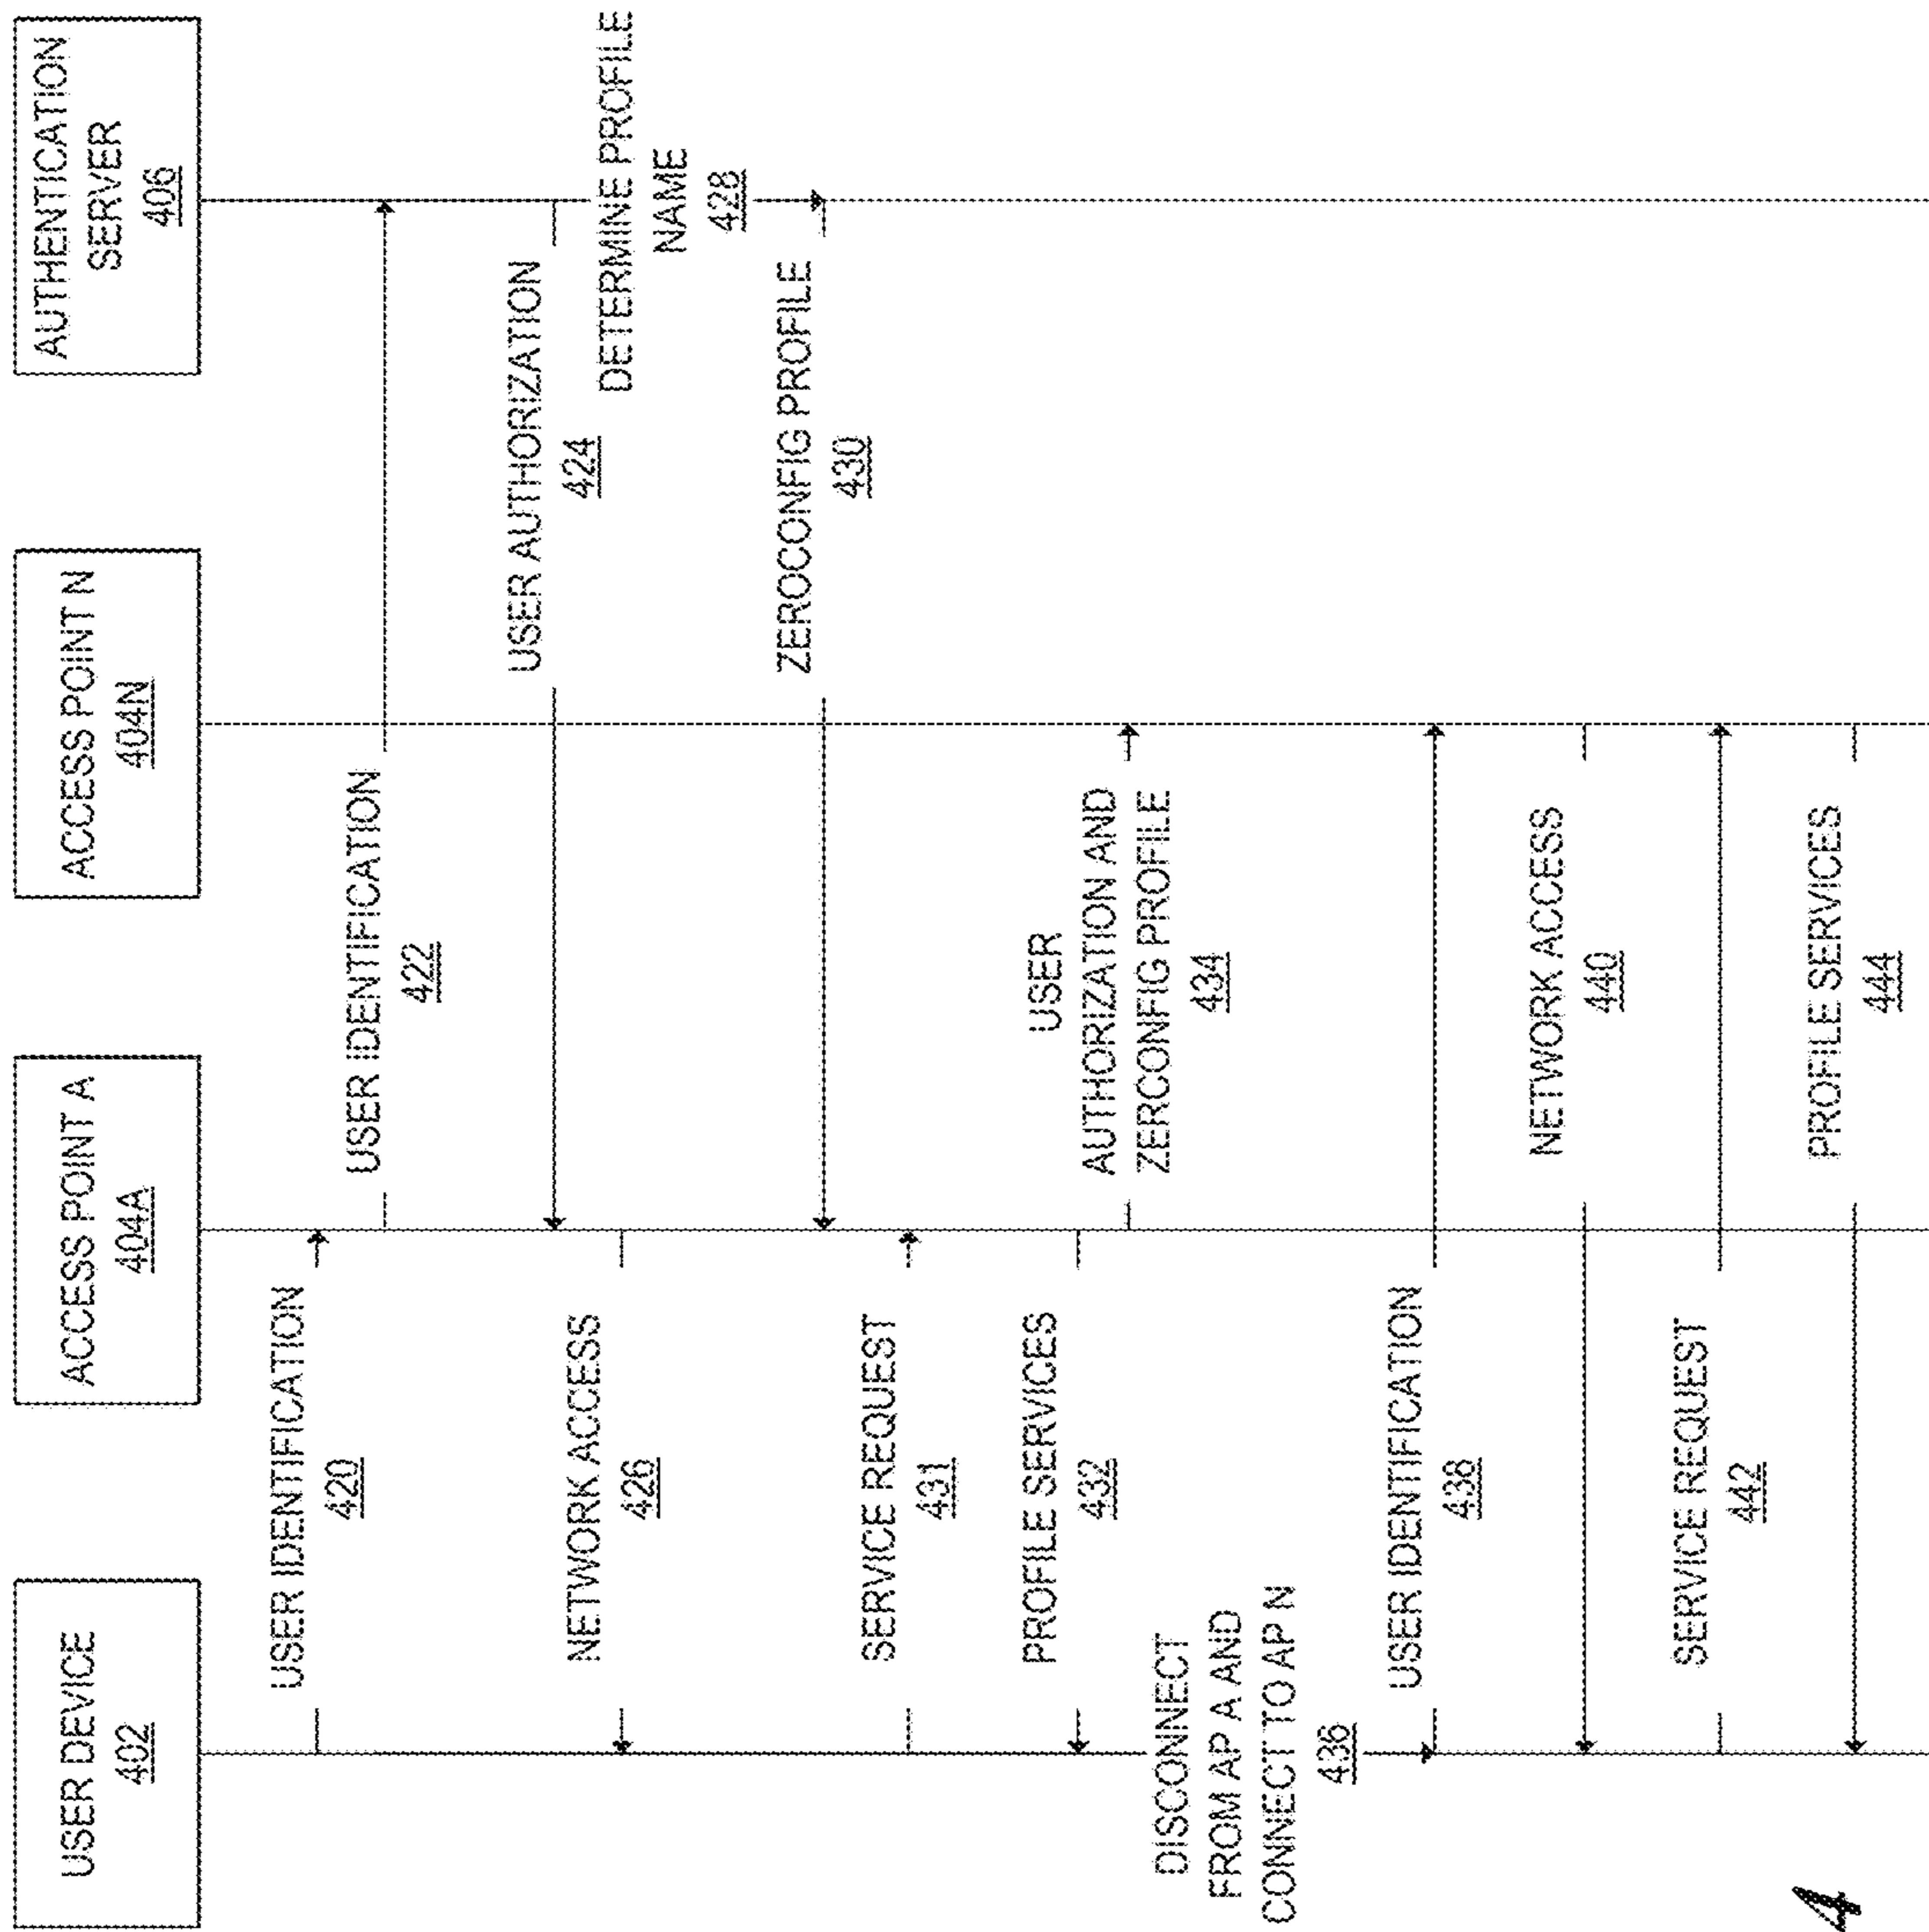 USER DEVICE
402
ACCESS POINT A
404A
ACCESS POINT N
404N
AUTHENTICATION
SERVER
406
USER IDENTIFICATION
420
USER IDENTIFICATION
422
USER AUTHORIZATION
424
NETWORK ACCESS
426
DETERMINE PROFILE
NAME
428
ZEROCONFIG PROFILE
430
SERVICE REQUEST
431
PROFILE SERVICES
432
USER
AUTHORIZATION AND
ZERCONFIG PROFILE
434
DISCONNECT
FROM AP A AND
CONNECT TO AP N
436
USER IDENTIFICATION
438
NETWORK ACCESS
440
SERVICE REQUEST
442
PROFILE SERVICES
444
4